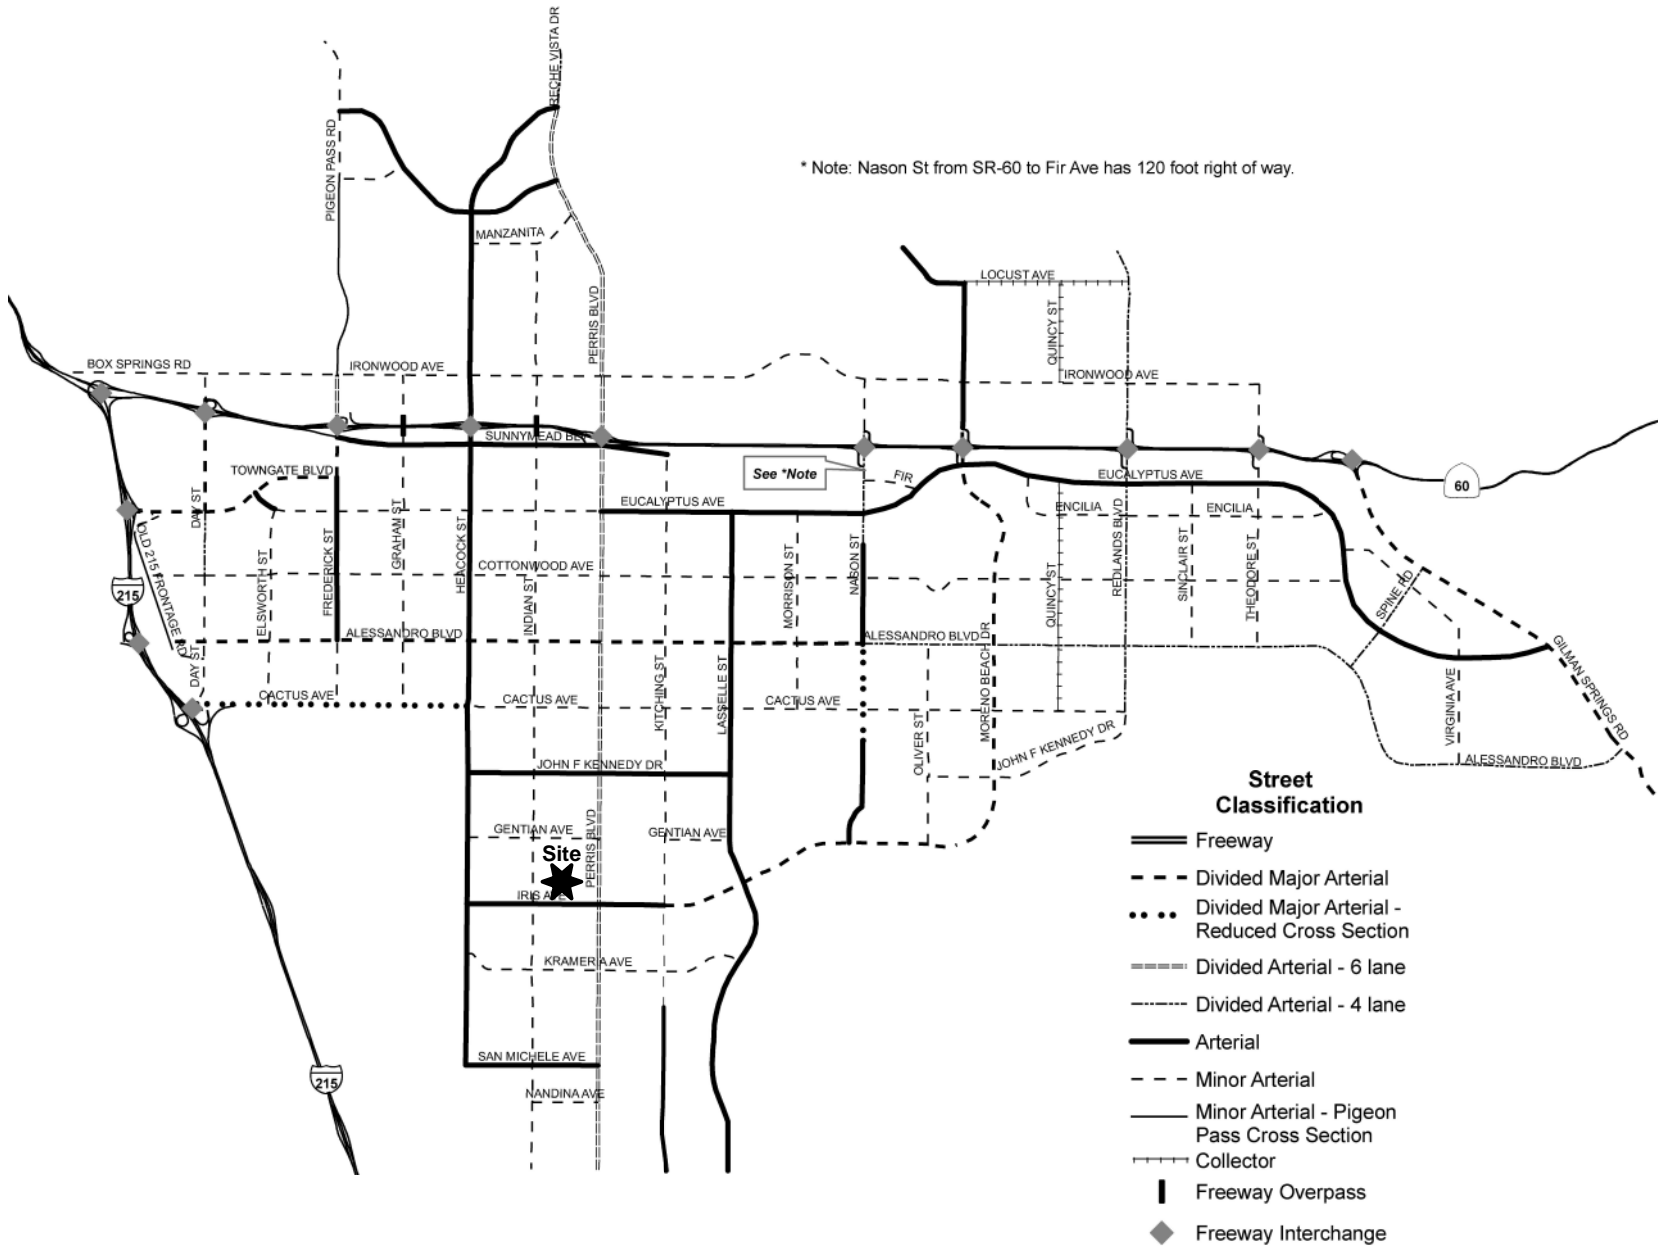 RECHE VISTA DR
PIGEON PASS RD
* Note: Nason St from SR-60 to Fir Ave has 120 foot right of way.
MANZANITA
LOCUST AVE
PERRIS BLVD
QUINCY ST
BOX SPRINGS RD
IRONWOOD AVE
IRONWOOD AVE
SUNNYMEAD BL
TOWNGATE BLVD
See *Note
FIR
EUCALYPTUS AVE
60
EUCALYPTUS AVE
ENCILIA
ENCILIA
DAY ST
OLD 215 FRONTAGE RD
GRAHAM ST
HEACOCK ST
ELSWORTH ST
FREDERICK ST
COTTONWOOD AVE
INDIAN ST
MORRISON ST
NASON ST
QUINCY ST
REDLANDS BLVD
SINCLAIR ST
THEODORE ST
SPINE RD
215
ALESSANDRO BLVD
ALESSANDRO BLVD
GILMAN SPRINGS RD
DAY ST
CACTUS AVE
CACTUS AVE
KITCHING ST
LASSELLE ST
CACTUS AVE
OLIVER ST
MORENO BEACH DR
JOHN F KENNEDY DR
VIRGINIA AVE
ALESSANDRO BLVD
JOHN F KENNEDY DR
GENTIAN AVE
PERRIS BLVD
GENTIAN AVE
Site
IRIS AVE
KRAMERIA AVE
SAN MICHELE AVE
NANDINA AVE
215
Street
Classification
Freeway
Divided Major Arterial
Divided Major Arterial -
Reduced Cross Section
Divided Arterial - 6 lane
Divided Arterial - 4 lane
Arterial
Minor Arterial
Minor Arterial - Pigeon
Pass Cross Section
Collector
Freeway Overpass
Freeway Interchange